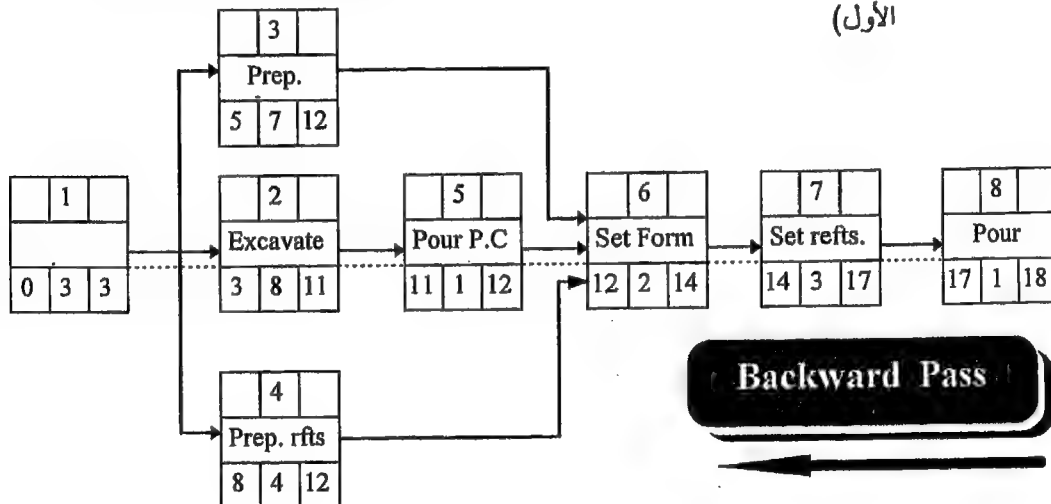 الأول)
3
Prep.
5 7 12
1
0 3 3
2
Excavate
3 8 11
5
Pour P.C
11 1 12
6
Set Form
12 2 14
7
Set refts.
14 3 17
8
Pour
17 1 18
4
Prep. rfts
8 4 12
Backward Pass